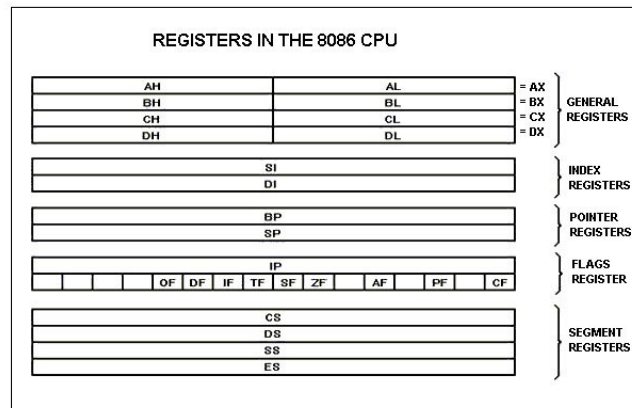 REGISTERS IN THE 8086 CPU
AH AL = AX
BH BL = BX
CH CL = CX
DH DL = DX
GENERAL
REGISTERS
SI
DI
INDEX
REGISTERS
BP
SP
POINTER
REGISTERS
IP
OF DF IF TF SF ZF AF PF CF
FLAGS
REGISTER
CS
DS
SS
ES
SEGMENT
REGISTERS